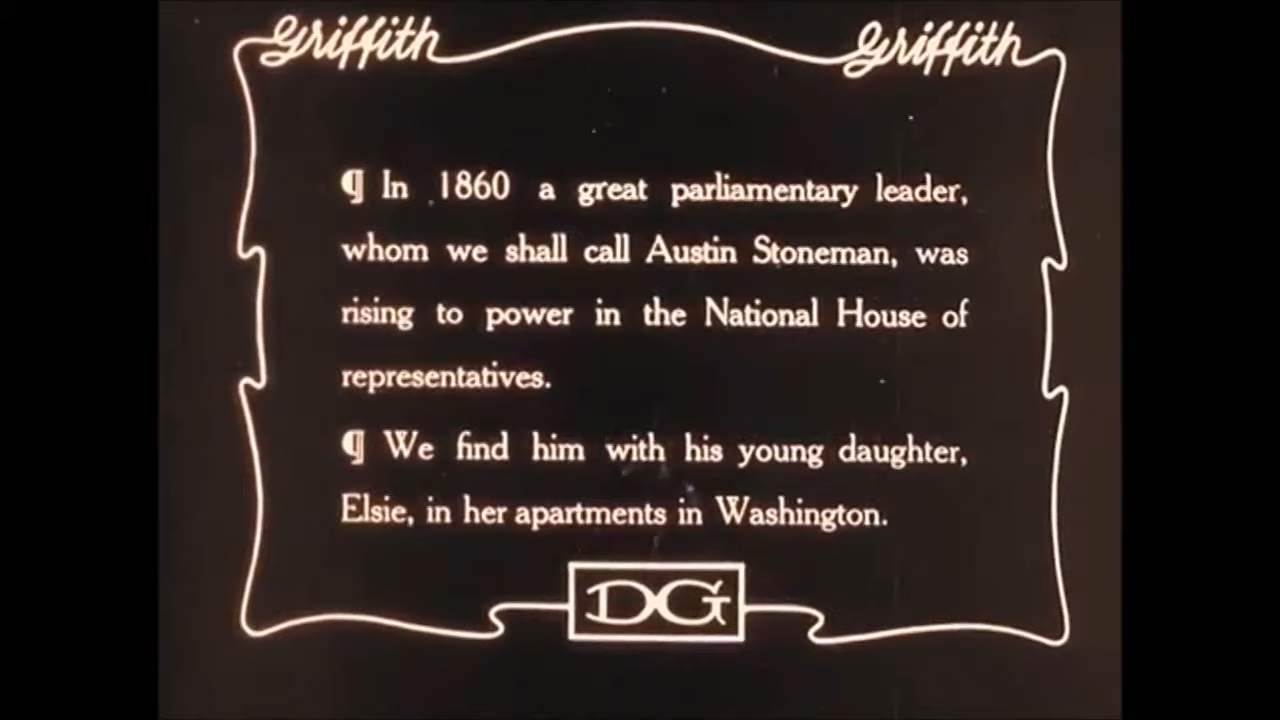 Griffith Griffith
¶ In 1860 a great parliamentary leader,
whom we shall call Austin Stoneman, was
rising to power in the National House of
representatives.
¶ We find him with his young daughter,
Elsie, in her apartments in Washington.
DG